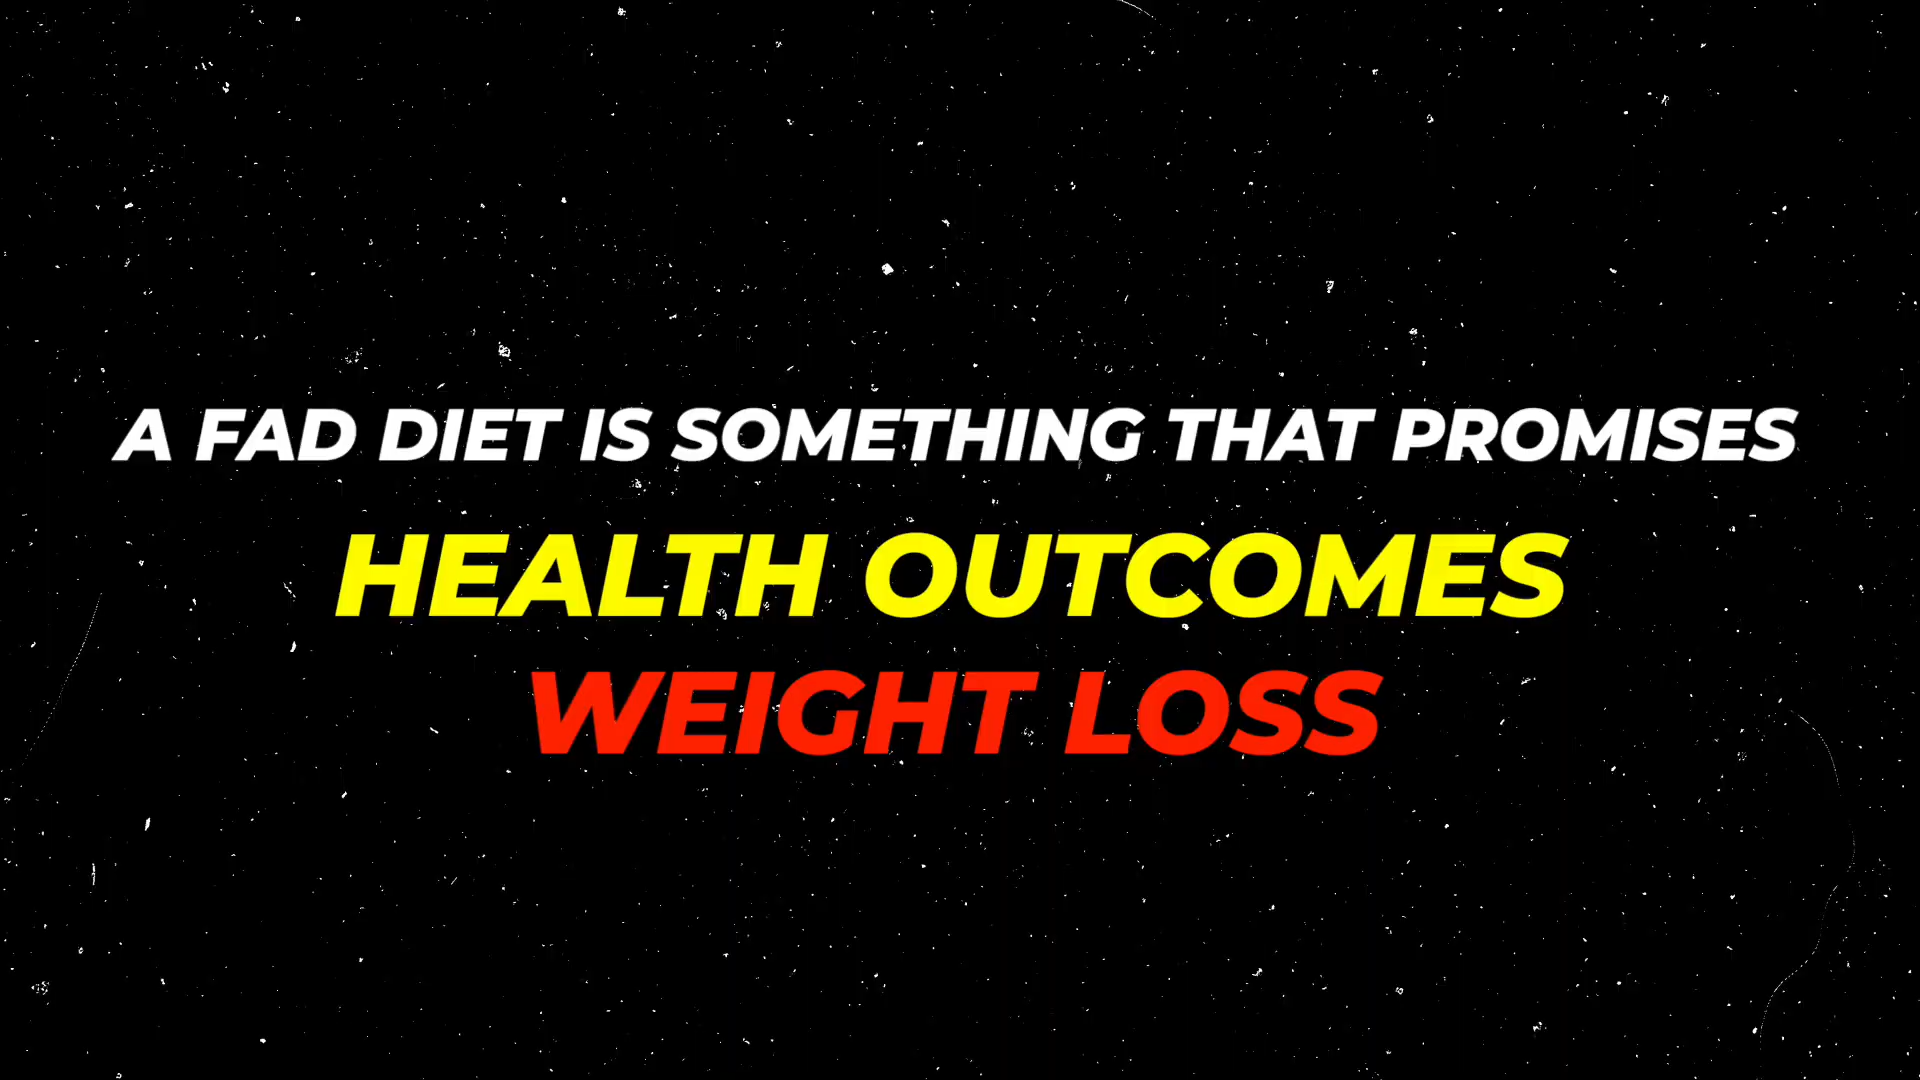 A FAD DIET IS SOMETHING THAT PROMISES
HEALTH OUTCOMES
WEIGHT LOSS